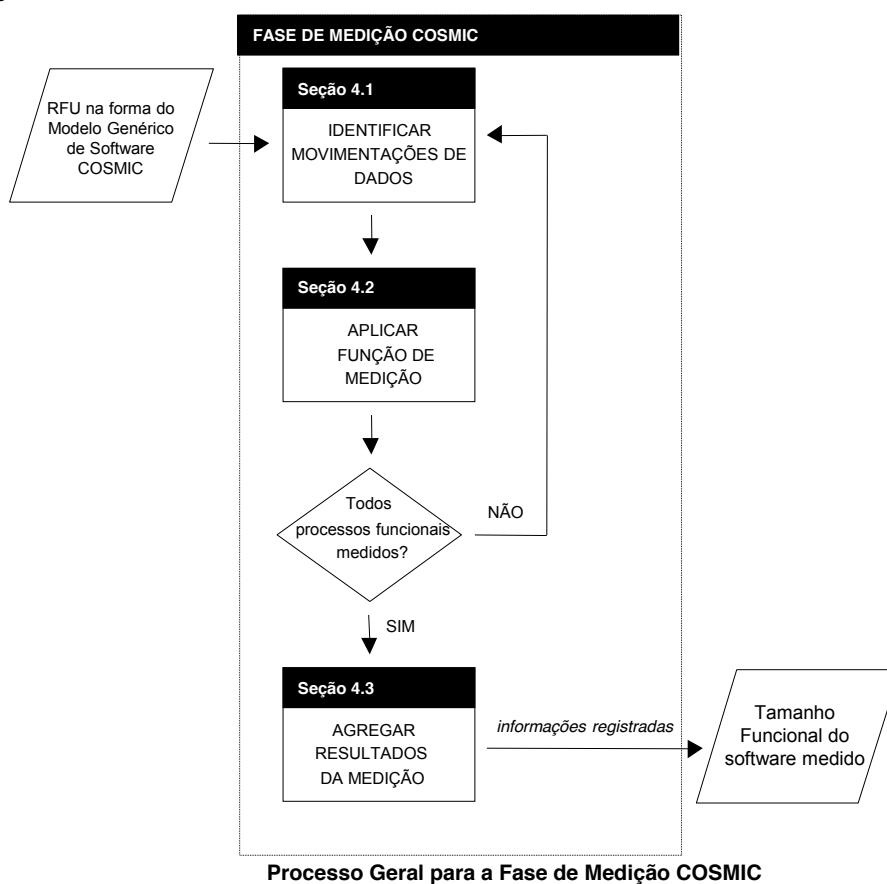 FASE DE MEDIÇÃO COSMIC
RFU na forma do
Modelo Genérico
de Software
COSMIC
Seção 4.1
IDENTIFICAR
MOVIMENTAÇÕES DE
DADOS
Seção 4.2
APLICAR
FUNÇÃO DE
MEDIÇÃO
Todos
processos funcionais
medidos?
NÃO
SIM
Seção 4.3
AGREGAR
RESULTADOS
DA MEDIÇÃO
informações registradas
Tamanho
Funcional do
software medido
Processo Geral para a Fase de Medição COSMIC